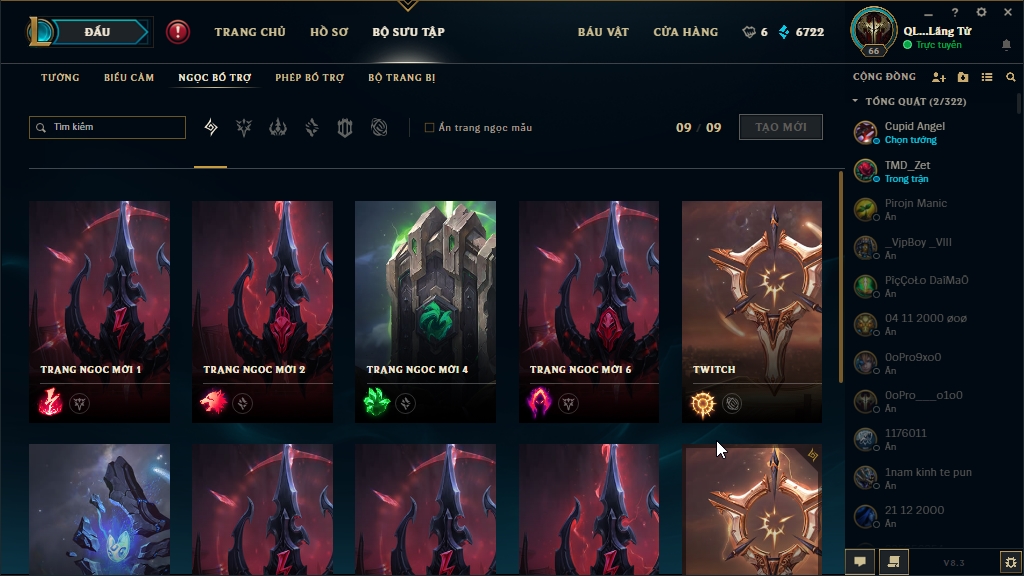 ĐẤU
TRANG CHỦ
HỒ SƠ
BỘ SƯU TẬP
BÁU VẬT
CỬA HÀNG
6
6722
66
QL...Lãng Tử
Trực tuyến
TƯỚNG
BIỂU CẢM
NGỌC BỔ TRỢ
PHÉP BỔ TRỢ
BỘ TRANG BỊ
CỘNG ĐỒNG
Tìm kiếm
Ẩn trang ngọc mẫu
09 / 09
TẠO MỚI
TỔNG QUÁT (2/322)
Cupid Angel
Chọn tướng
TMD_Zet
Trong trận
Pirojn Manic
Ẩn
_VjpBoy _VIII
Ẩn
PiçÇoŁo DaïMaÖ
Ẩn
04 11 2000 øoø
Ẩn
0oPro9xo0
Ẩn
0oPro____o1o0
Ẩn
1176011
Ẩn
1nam kinh te pun
Ẩn
21 12 2000
Ẩn
TRANG NGỌC MỚI 1
TRANG NGỌC MỚI 2
TRANG NGỌC MỚI 4
TRANG NGỌC MỚI 6
TWITCH
V8.3